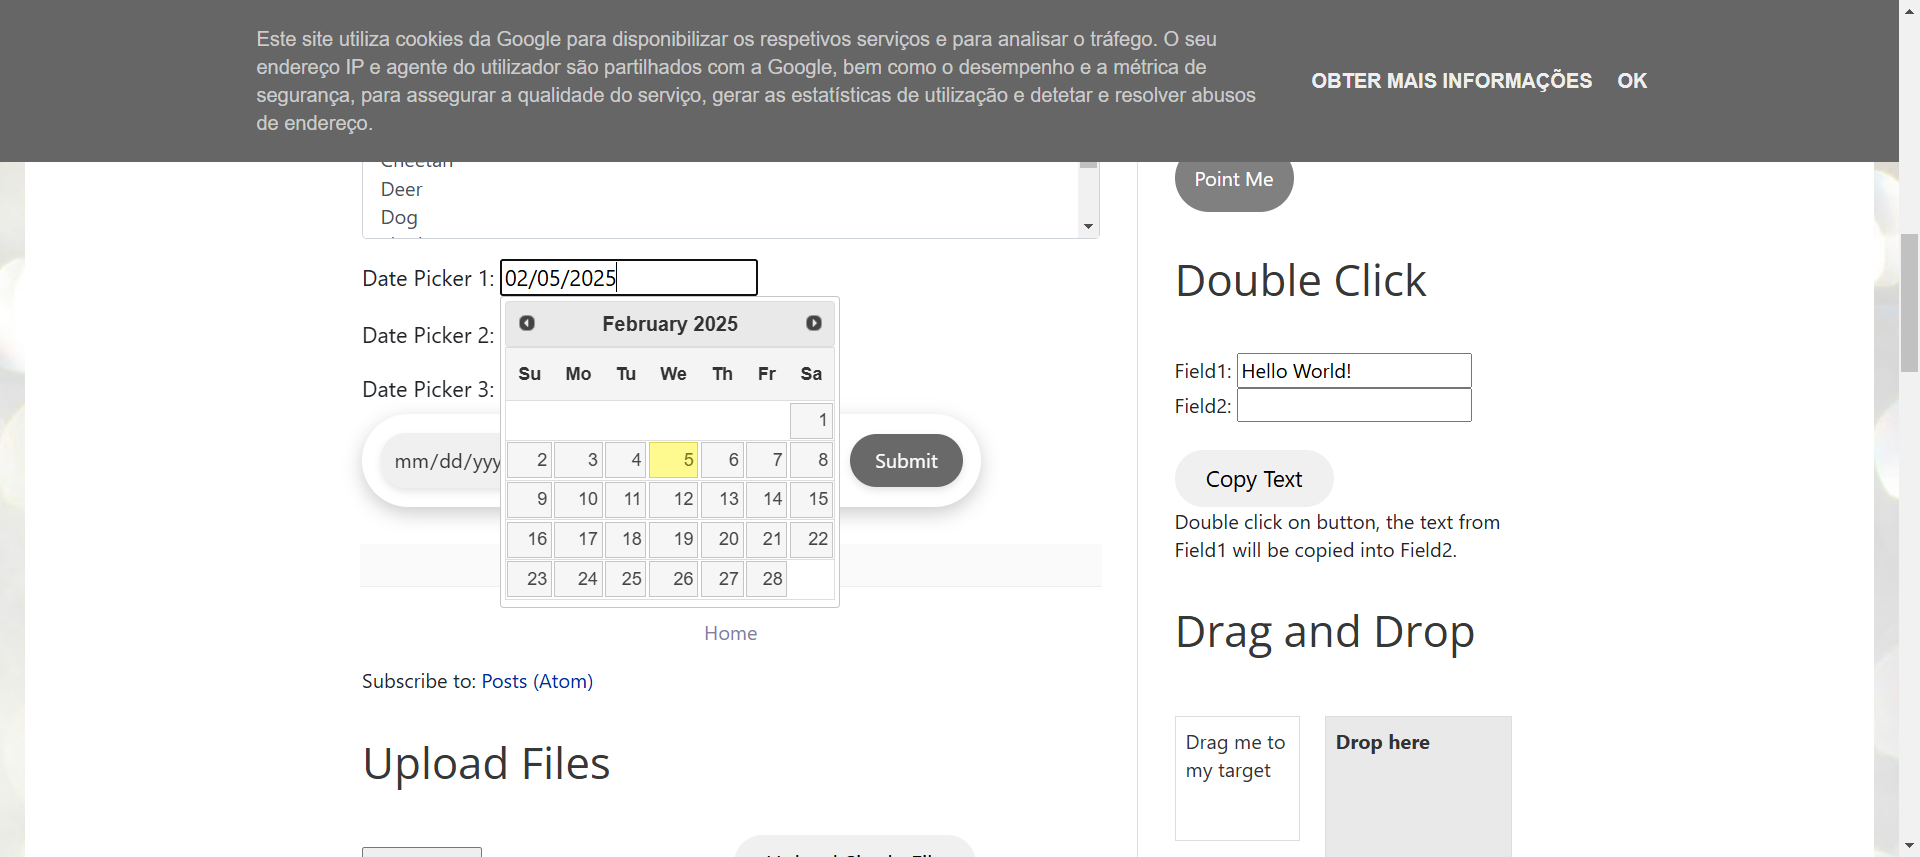 Este site utiliza cookies da Google para disponibilizar os respetivos serviços e para analisar o tráfego. O seu
endereço IP e agente do utilizador são partilhados com a Google, bem como o desempenho e a métrica de
segurança, para assegurar a qualidade do serviço, gerar as estatísticas de utilização e detetar e resolver abusos
de endereço.
OBTER MAIS INFORMAÇÕES OK
Cheetah
Deer
Dog
Date Picker 1: 02/05/2025
Date Picker 2:
Date Picker 3:
February 2025
Su Mo Tu We Th Fr Sa
1
2 3 4 5 6 7 8
9 10 11 12 13 14 15
16 17 18 19 20 21 22
23 24 25 26 27 28
mm/dd/yyy
Submit
Home
Subscribe to: Posts (Atom)
Upload Files
Point Me
Double Click
Field1: Hello World!
Field2:
Copy Text
Double click on button, the text from
Field1 will be copied into Field2.
Drag and Drop
Drag me to
my target
Drop here